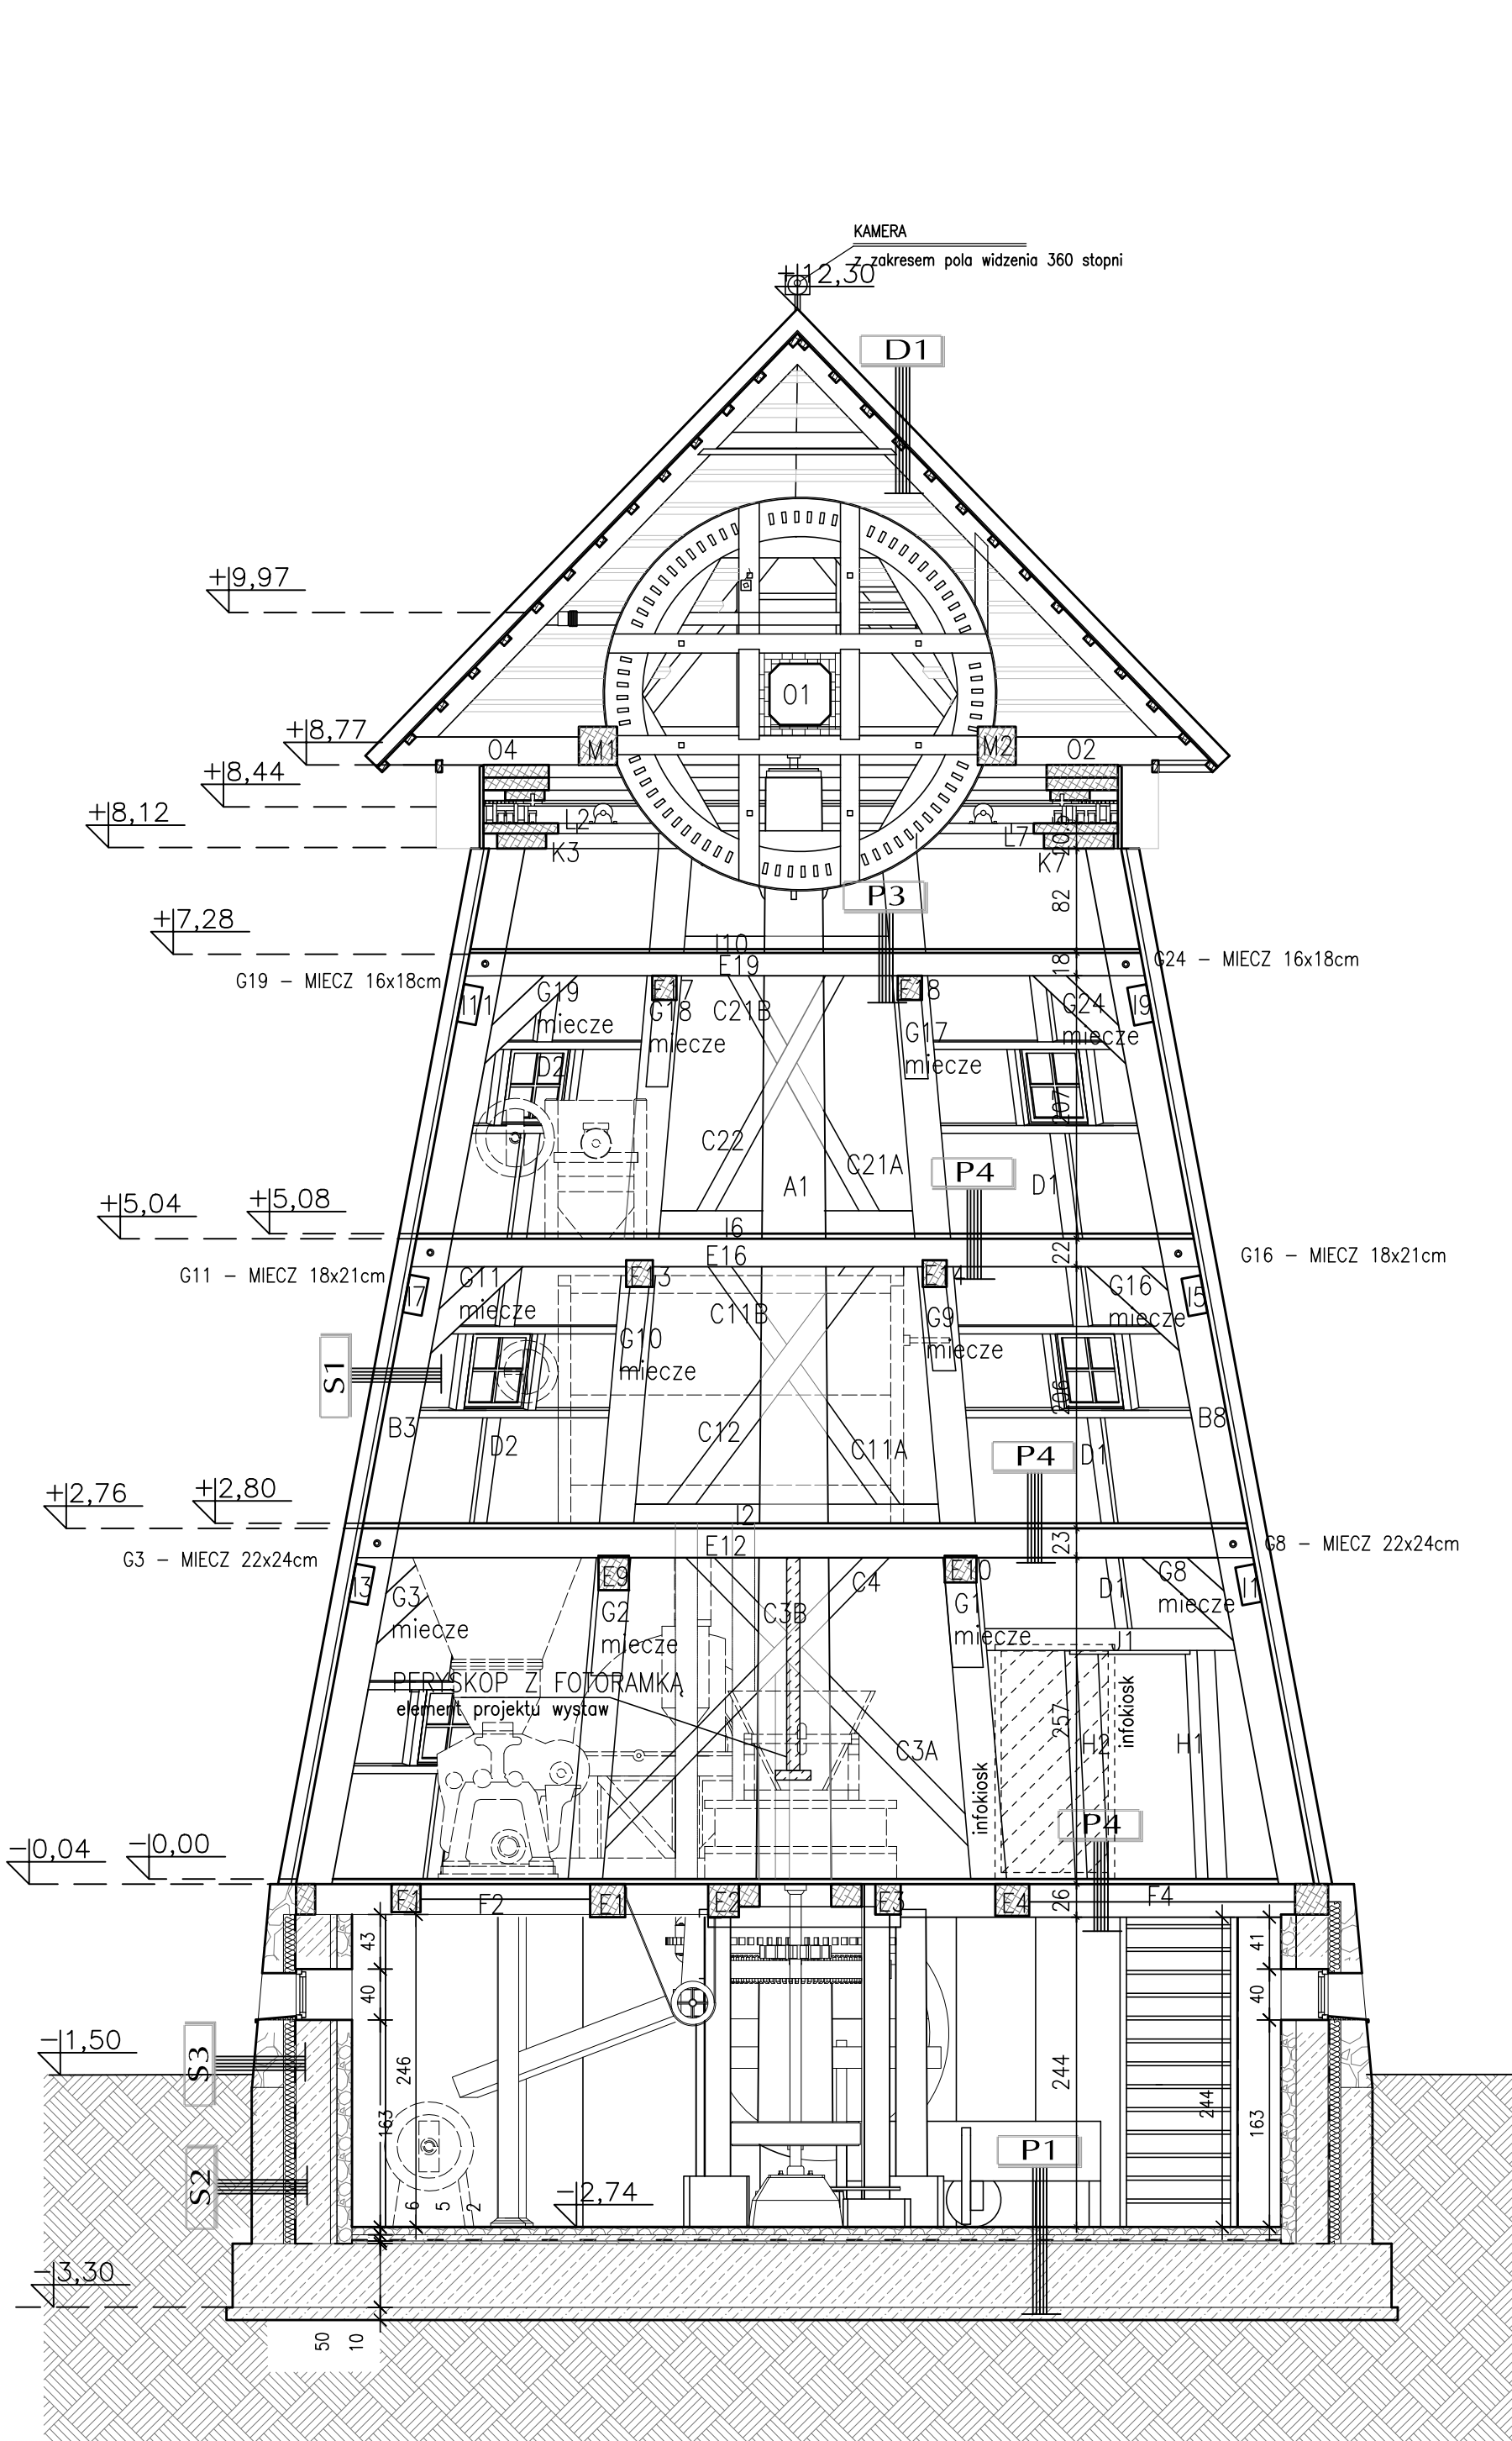 KAMERA
z zakresem pola widzenia 360 stopni
+12,30
D1
+9,97
O1
+8,77
O4
M1
M2
O2
+8,44
+8,12
L2
L7
K3
K7
P3
82
+7,28
I10
E19
18
G19 – MIECZ 16x18cm
G24 – MIECZ 16x18cm
I11
G19
miecze
E17
G18
miecze
C21B
E18
G17
miecze
G24
miecze
I9
D2
207
C22
C21A
P4
A1
D1
+5,04
+5,08
I6
E16
22
G11 – MIECZ 18x21cm
G16 – MIECZ 18x21cm
I7
G11
miecze
E13
C11B
E14
G9
miecze
G16
miecze
I5
G10
miecze
S1
206
B3
B8
D2
C12
C11A
P4
D1
+2,76
+2,80
I2
E12
23
G3 – MIECZ 22x24cm
G8 – MIECZ 22x24cm
I3
G3
miecze
E9
G2
miecze
C3B
C4
E10
G1
miecze
D1
G8
miecze
I1
J1
PERYSKOP Z FOTORAMKĄ
element projektu wystaw
257
infokiosk
H2
H1
C3A
infokiosk
P4
-0,04
-0,00
E1
F2
E1
E2
E3
E4
26
F4
43
41
40
40
-1,50
S3
246
244
163
244
163
P1
S2
6
5
2
-2,74
-3,30
50
10